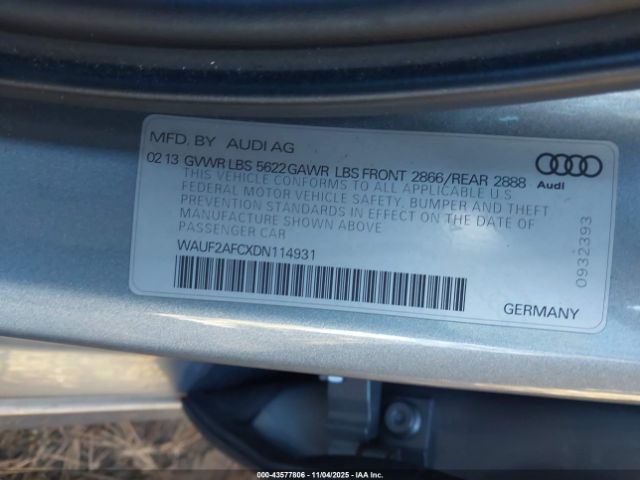 MFD. BY AUDI AG
02 13 GVWR LBS 5622 GAWR LBS FRONT 2866/REAR 2888
THIS VEHICLE CONFORMS TO ALL APPLICABLE U S
FEDERAL MOTOR VEHICLE SAFETY, BUMPER AND THEFT
PREVENTION STANDARDS IN EFFECT ON THE DATE OF
MANUFACTURE SHOWN ABOVE
PASSENGER CAR
WAUF2AFCXDN114931
Audi
0932393
GERMANY
000-43577806 - 11/04/2025 - IAA Inc.